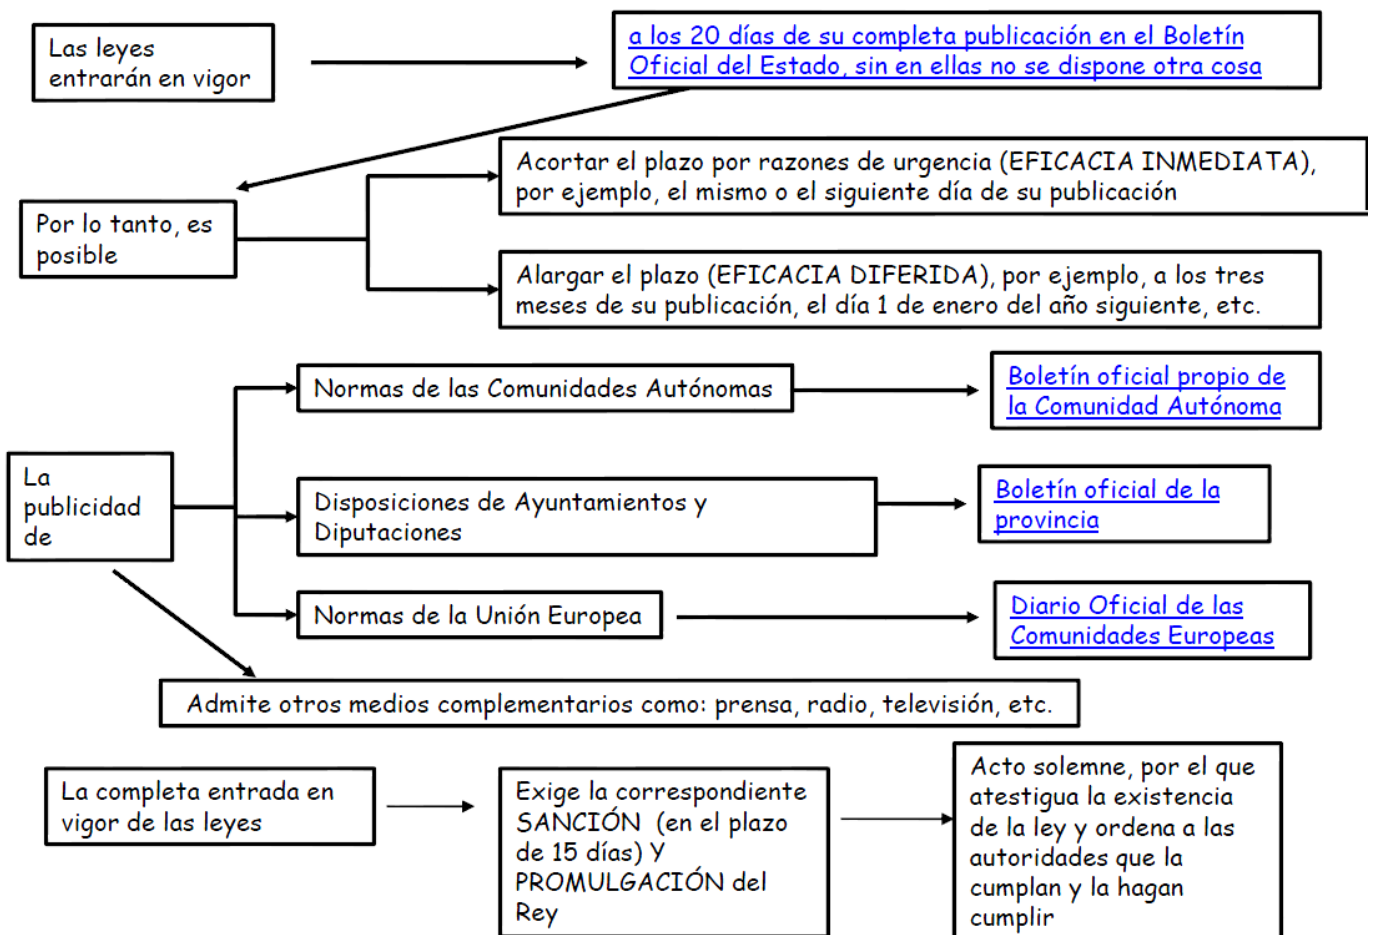 Las leyes
entrarán en vigor
a los 20 días de su completa publicación en el Boletín
Oficial del Estado, sin en ellas no se dispone otra cosa
Acortar el plazo por razones de urgencia (EFICACIA INMEDIATA),
por ejemplo, el mismo o el siguiente día de su publicación
Por lo tanto, es
posible
Alargar el plazo (EFICACIA DIFERIDA), por ejemplo, a los tres
meses de su publicación, el día 1 de enero del año siguiente, etc.
Normas de las Comunidades Autónomas
Boletín oficial propio de
la Comunidad Autónoma
La
publicidad
de
Disposiciones de Ayuntamientos y
Diputaciones
Boletín oficial de la
provincia
Normas de la Unión Europea
Diario Oficial de las
Comunidades Europeas
Admite otros medios complementarios como: prensa, radio, televisión, etc.
La completa entrada en
vigor de las leyes
Exige la correspondiente
SANCIÓN (en el plazo
de 15 días) Y
PROMULGACIÓN del
Rey
Acto solemne, por el que
atestigua la existencia
de la ley y ordena a las
autoridades que la
cumplan y la hagan
cumplir